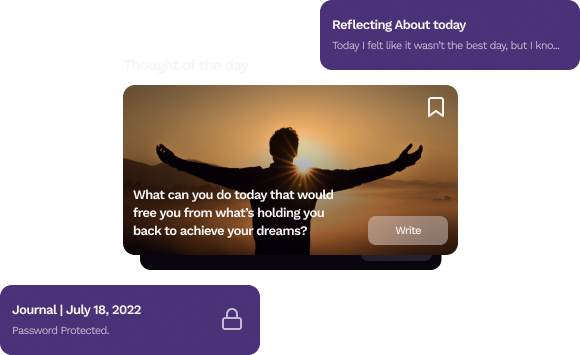 Reflecting About today
Today I felt like it wasn't the best day, but I kno...
Thought of the day
What can you do today that would
free you from what's holding you
back to achieve your dreams?
Write
Journal | July 18, 2022
Password Protected.